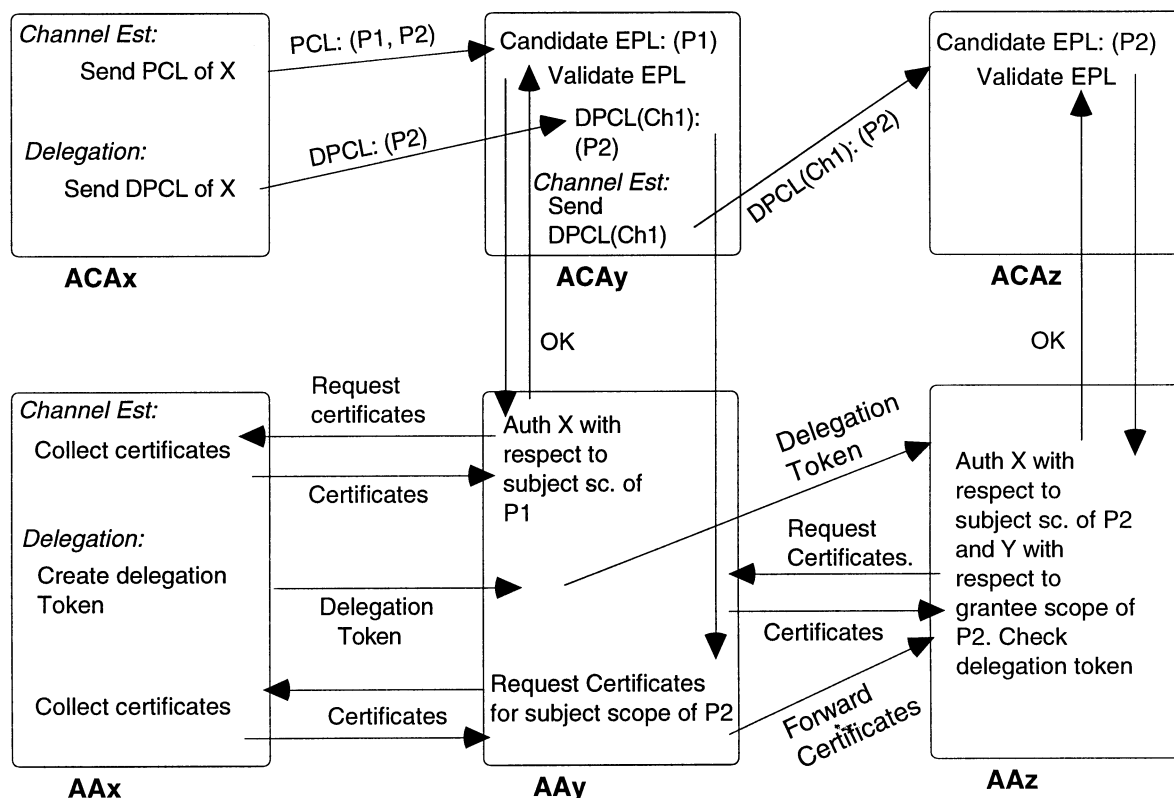 Channel Est:
Send PCL of X
Delegation:
Send DPCL of X
ACAx
PCL: (P1, P2)
DPCL: (P2)
Candidate EPL: (P1)
Validate EPL
DPCL(Ch1):
(P2)
Channel Est:
Send
DPCL(Ch1)
ACAy
DPCL(Ch1): (P2)
Candidate EPL: (P2)
Validate EPL
ACAz
OK
OK
Channel Est:
Collect certificates
Delegation:
Create delegation
Token
Collect certificates
AAx
Request
certificates
Certificates
Delegation
Token
Certificates
Auth X with
respect to
subject sc. of
P1
Request Certificates
for subject scope of P2
AAy
Delegation
Token
Request
Certificates.
Certificates
Forward
Certificates
Auth X with
respect to
subject sc. of P2
and Y with
respect to
grantee scope of
P2. Check
delegation token
AAz